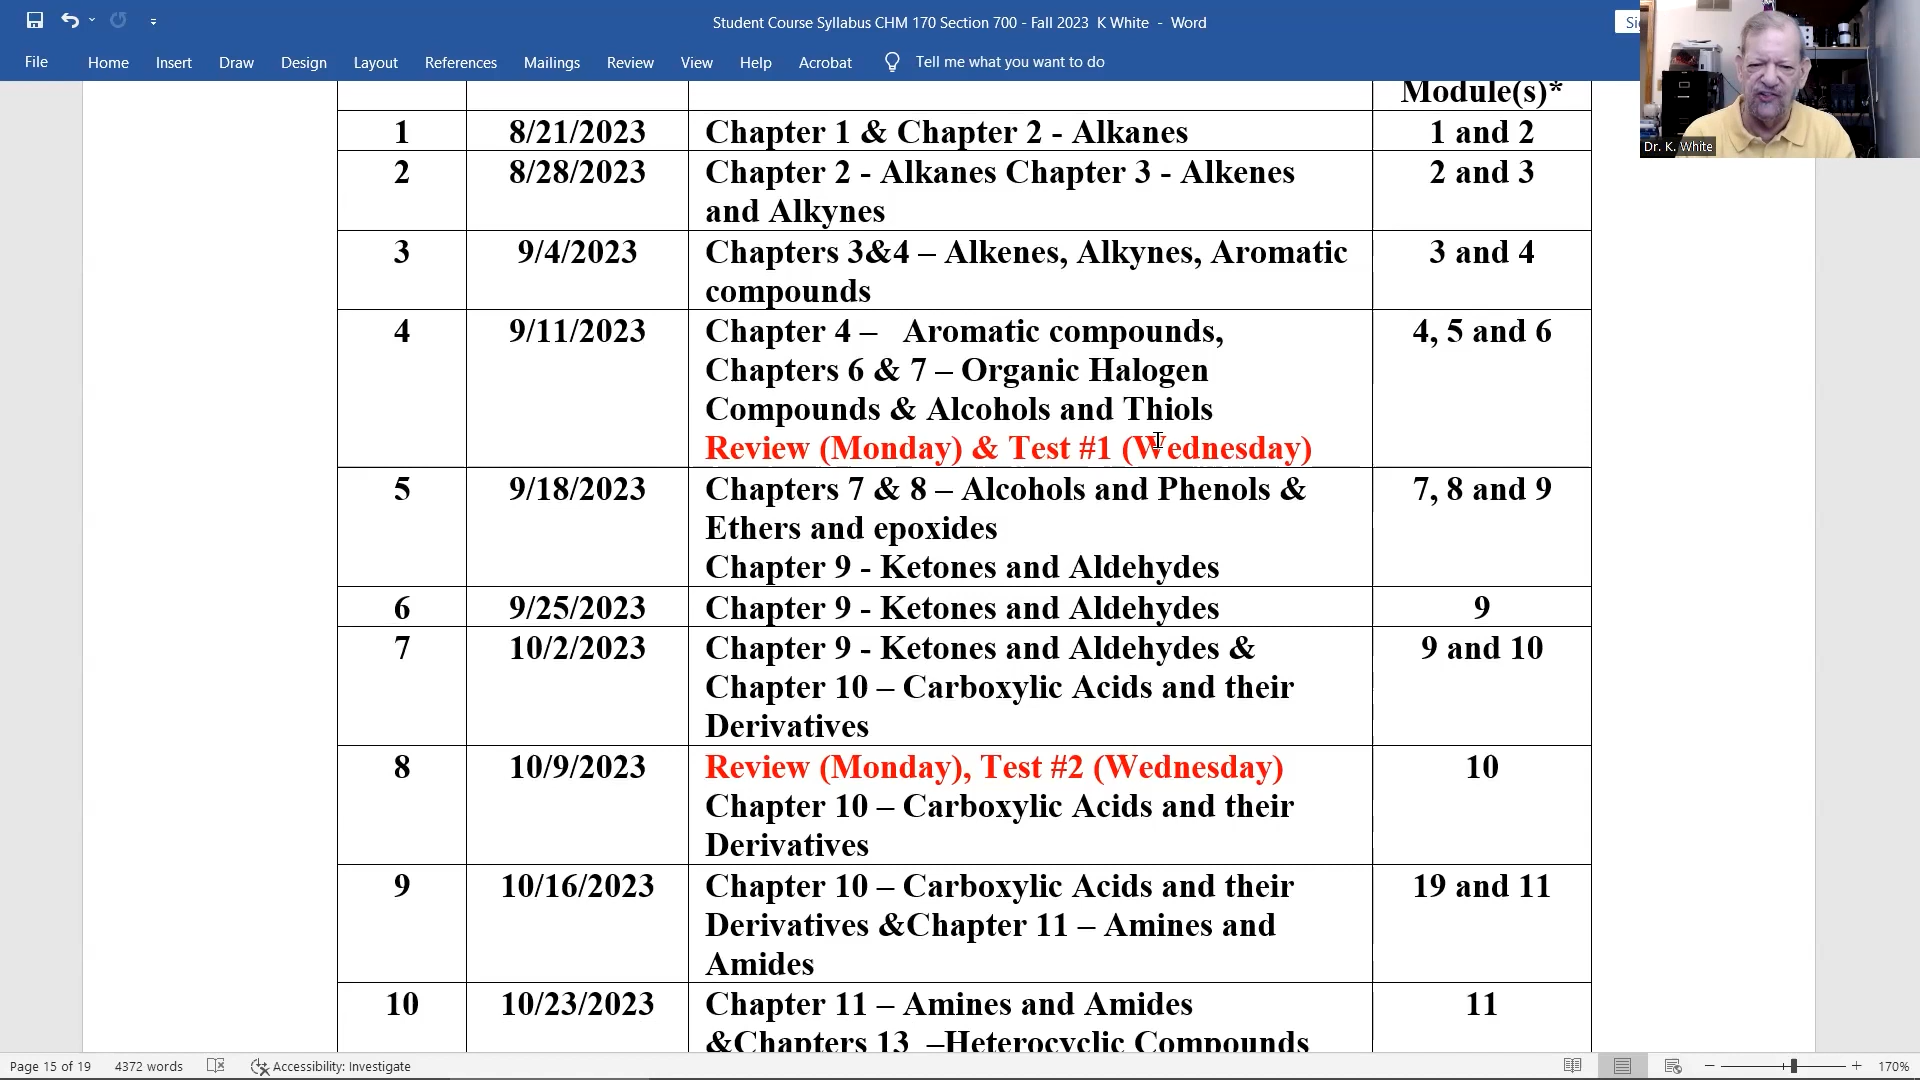 Student Course Syllabus CHM 170 Section 700 - Fall 2023 K White - Word
File Home Insert Draw Design Layout References Mailings Review View Help Acrobat Tell me what you want to do
Dr. K. White
Module(s)*
1 8/21/2023 Chapter 1 & Chapter 2 - Alkanes 1 and 2
2 8/28/2023 Chapter 2 - Alkanes Chapter 3 - Alkenes 2 and 3
and Alkynes
3 9/4/2023 Chapters 3&4 – Alkenes, Alkynes, Aromatic 3 and 4
compounds
4 9/11/2023 Chapter 4 – Aromatic compounds, 4, 5 and 6
Chapters 6 & 7 – Organic Halogen
Compounds & Alcohols and Thiols
Review (Monday) & Test #1 (Wednesday)
5 9/18/2023 Chapters 7 & 8 – Alcohols and Phenols & 7, 8 and 9
Ethers and epoxides
Chapter 9 - Ketones and Aldehydes
6 9/25/2023 Chapter 9 - Ketones and Aldehydes 9
7 10/2/2023 Chapter 9 - Ketones and Aldehydes & 9 and 10
Chapter 10 – Carboxylic Acids and their
Derivatives
8 10/9/2023 Review (Monday), Test #2 (Wednesday) 10
Chapter 10 – Carboxylic Acids and their
Derivatives
9 10/16/2023 Chapter 10 – Carboxylic Acids and their 19 and 11
Derivatives &Chapter 11 – Amines and
Amides
10 10/23/2023 Chapter 11 – Amines and Amides 11
&Chapters 13 –Heterocyclic Compounds
Page 15 of 19 4372 words Accessibility: Investigate 170%